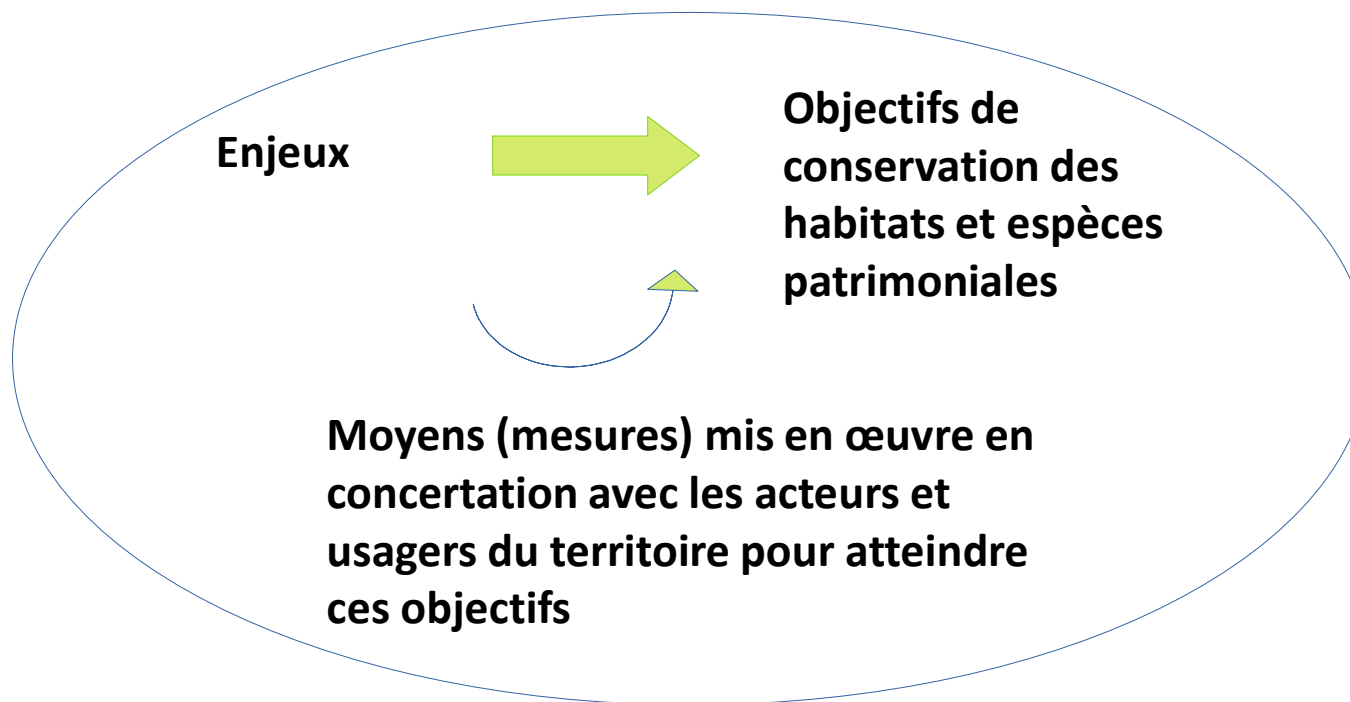 Enjeux
Objectifs de
conservation des
habitats et espèces
patrimoniales
Moyens (mesures) mis en œuvre en
concertation avec les acteurs et
usagers du territoire pour atteindre
ces objectifs